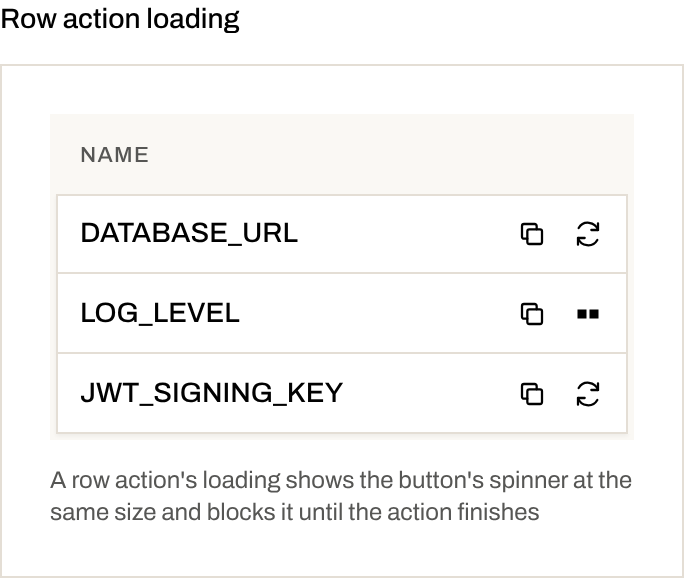 Row action loading
NAME
DATABASE_URL
LOG_LEVEL
JWT_SIGNING_KEY
A row action's loading shows the button's spinner at the
same size and blocks it until the action finishes